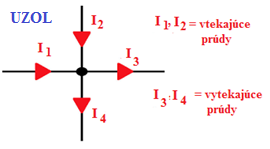 UZOL
I2
I1
I3
I4
I1, I2 = vtekajúce
prúdy
I3, I4 = vytekajúce
prúdy